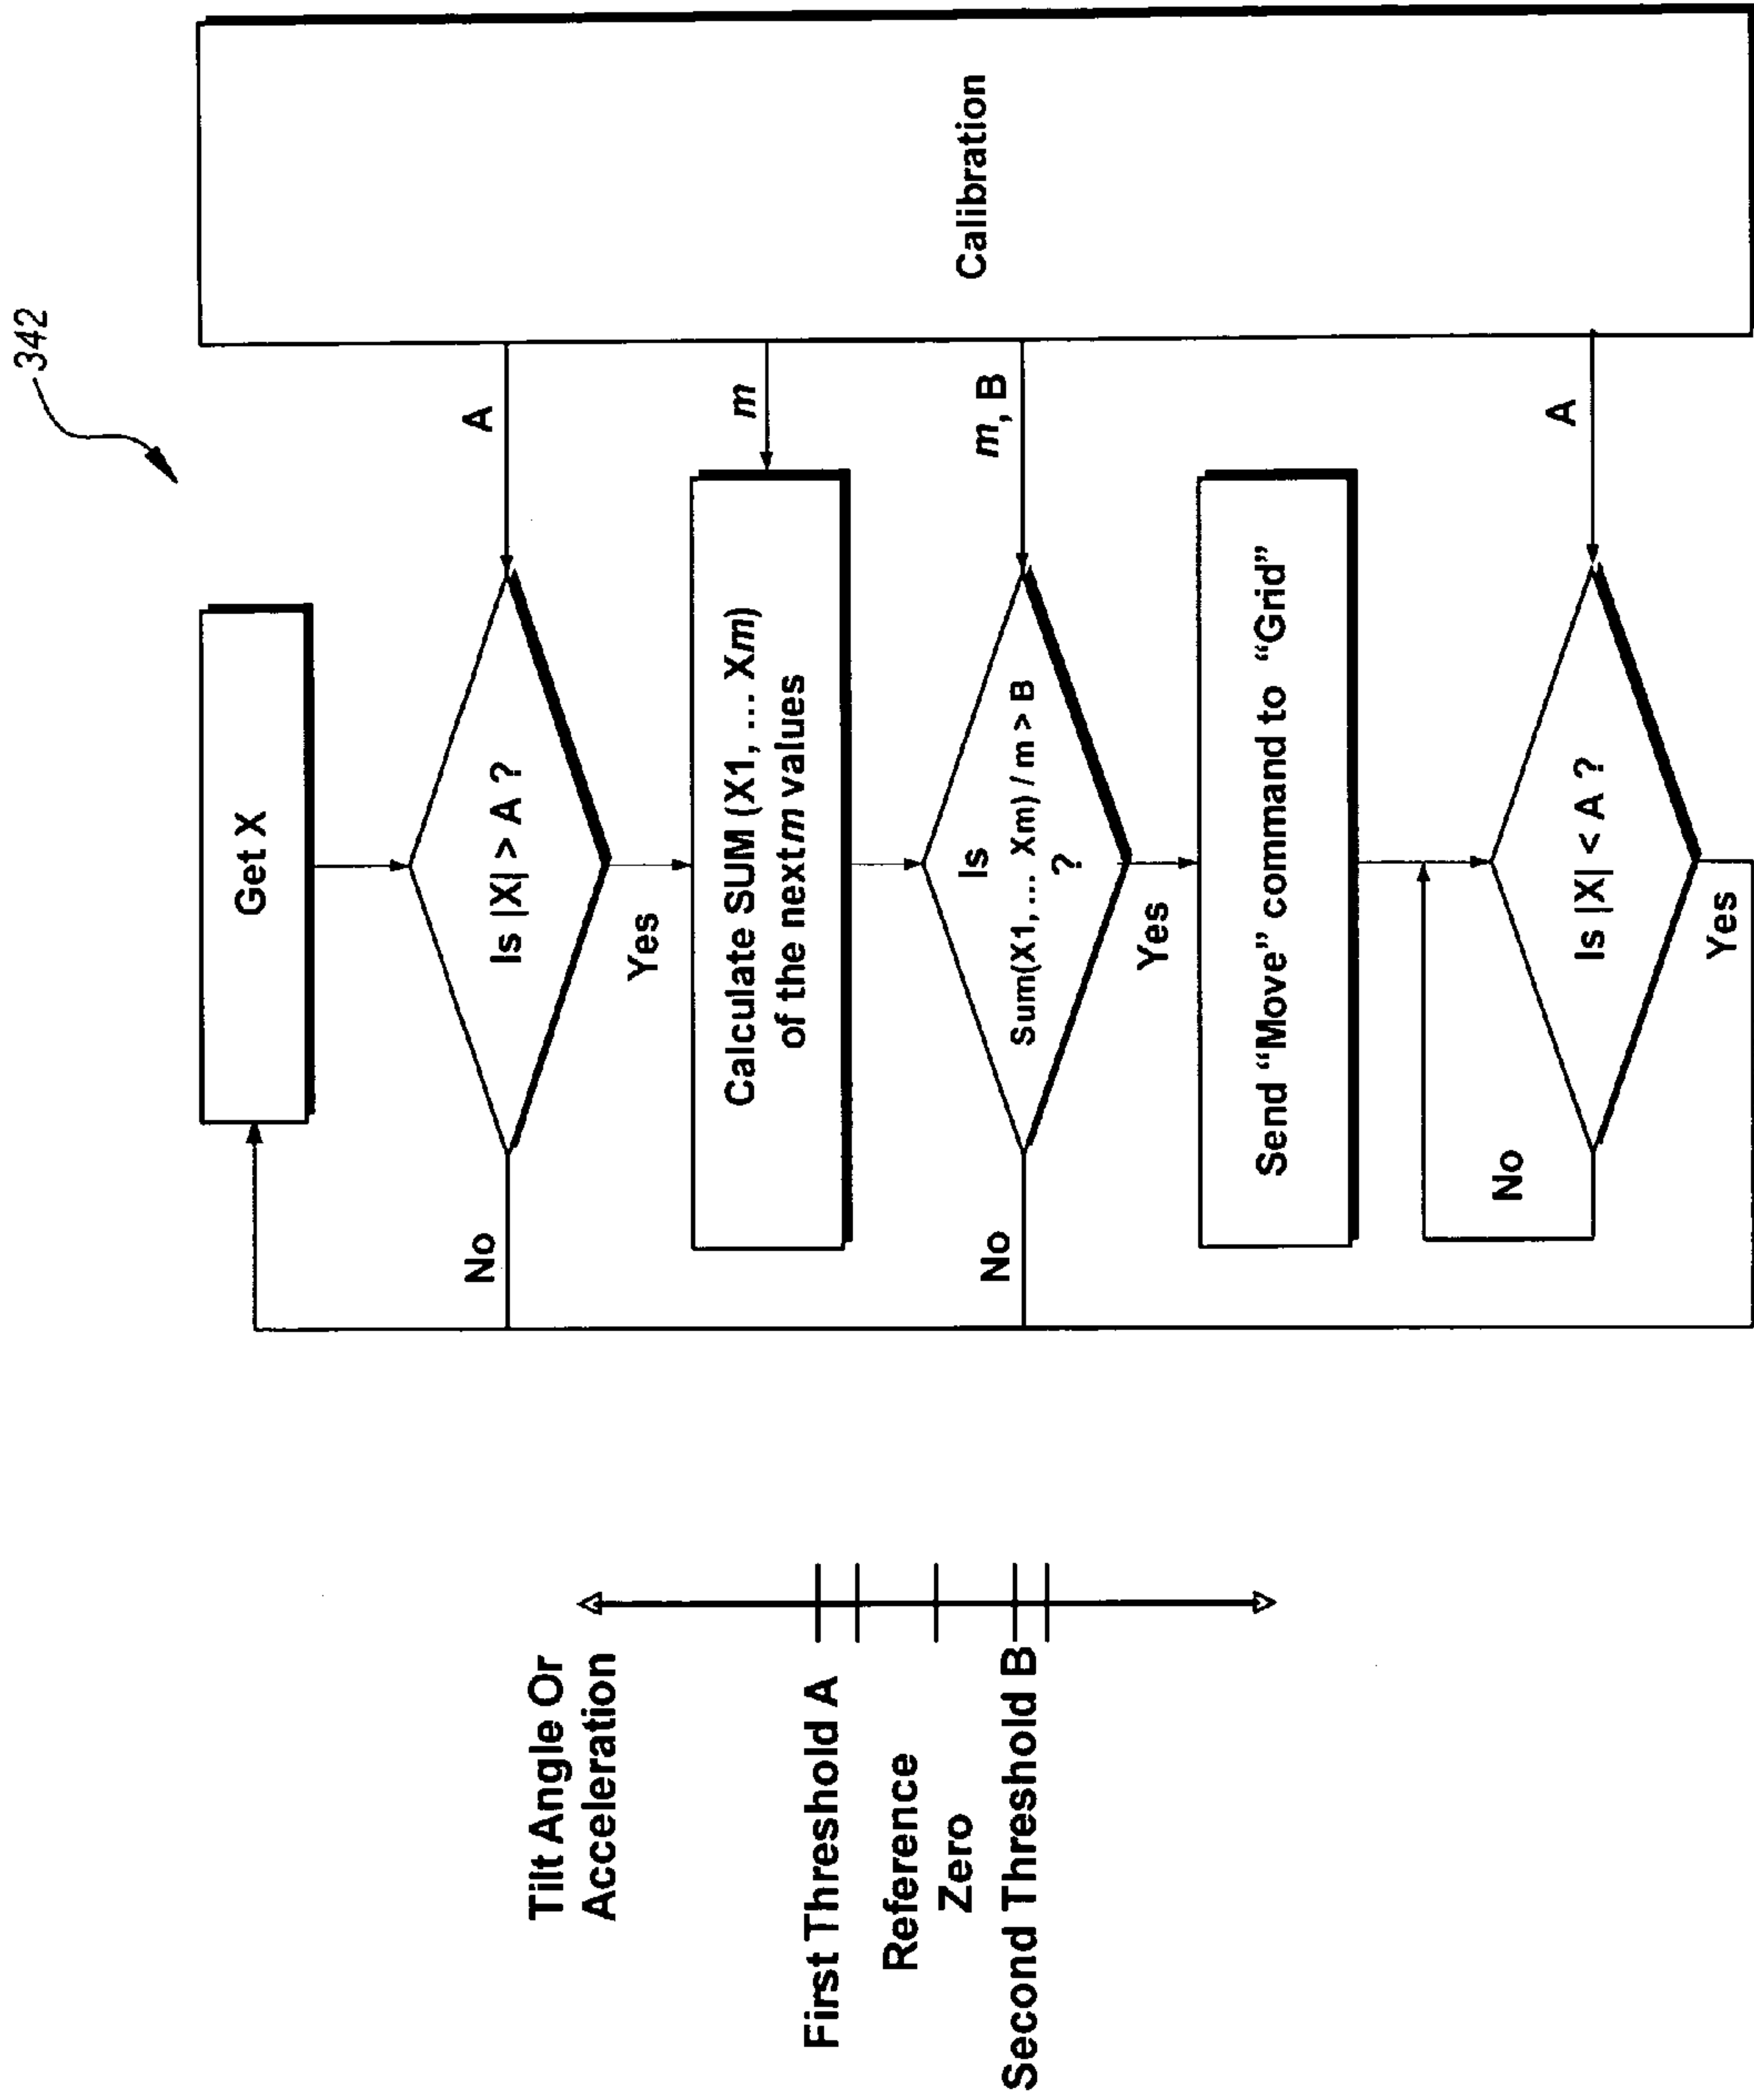 342
Get X
Is |X| > A ?
A
No
Yes
Calculate SUM (X1, ... Xm)
of the next m values
m
Is
Sum(X1, ... Xm) / m > B
?
m, B
No
Yes
Send “Move” command to “Grid”
No
Is |X| < A ?
A
Yes
Calibration
Tilt Angle Or
Acceleration
First Threshold A
Reference
Zero
Second Threshold B